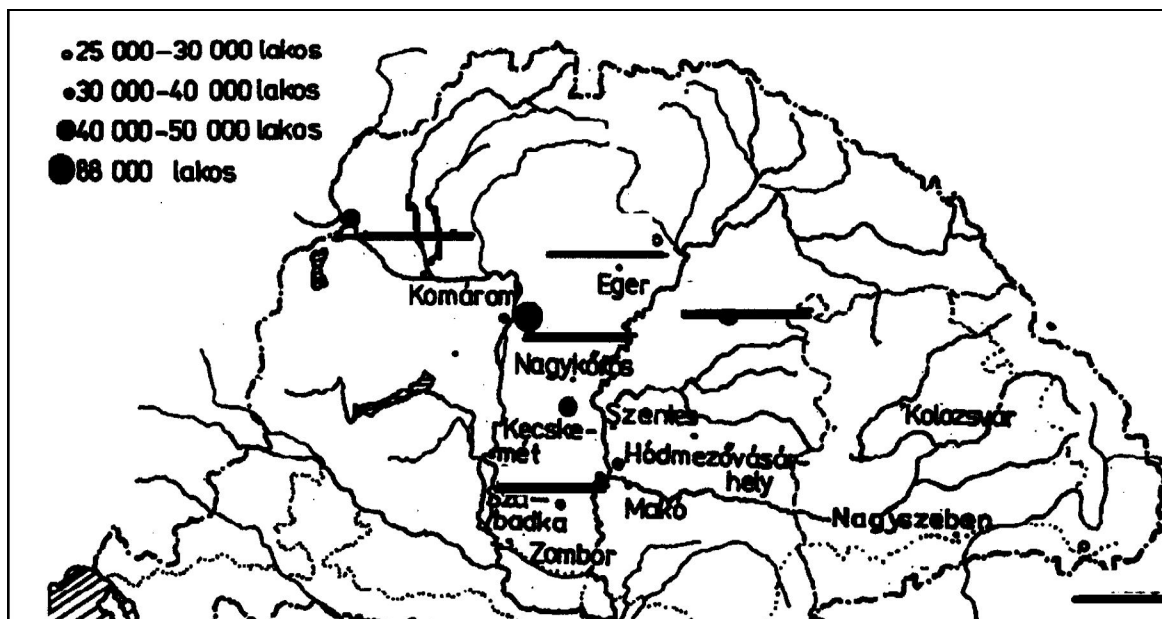 25 000–30 000 lakos
30 000–40 000 lakos
40 000–50 000 lakos
88 000 lakos
Komárom
Eger
Nagykőrös
Kecske-
mét
Szentes
Kolozsvár
Hódmezővásár-
hely
Makó
Sza-
badka
Nagyszeben
Zombor